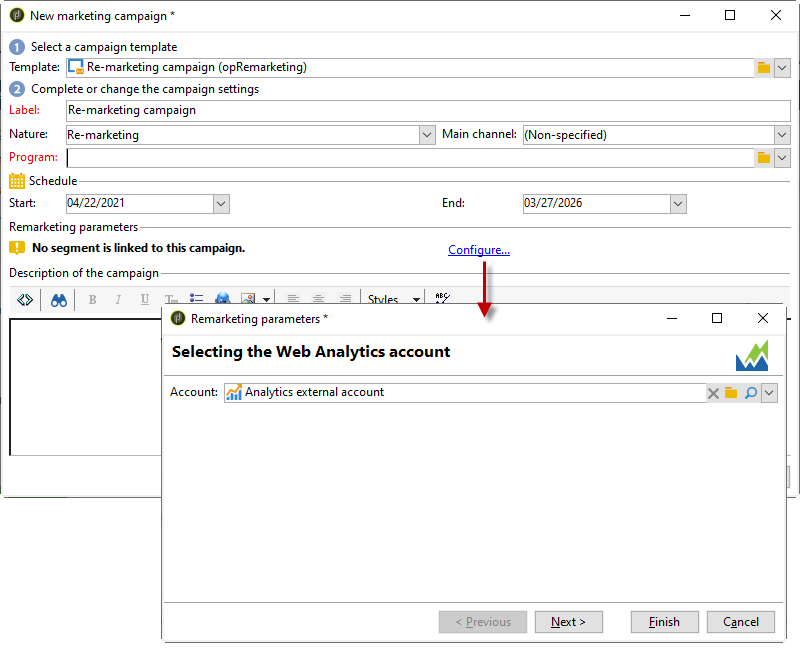 New marketing campaign *
1 Select a campaign template
Template: Re-marketing campaign (opRemarketing)
2 Complete or change the campaign settings
Label: Re-marketing campaign
Nature: Re-marketing Main channel: (Non-specified)
Program:
Schedule
Start: 04/22/2021 End: 03/27/2026
Remarketing parameters
No segment is linked to this campaign. Configure...
Description of the campaign
B I U T Styles ABC
Remarketing parameters *
Selecting the Web Analytics account
Account: Analytics external account
< Previous Next > Finish Cancel